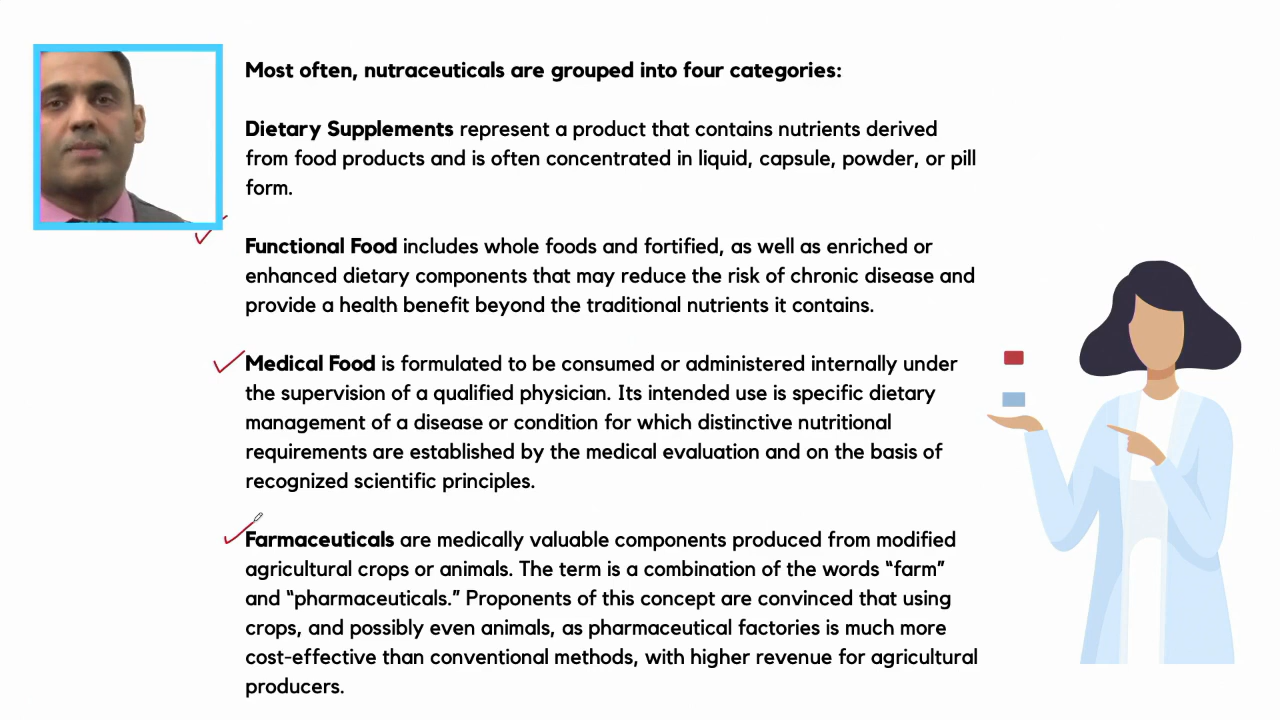 Most often, nutraceuticals are grouped into four categories:
Dietary Supplements represent a product that contains nutrients derived
from food products and is often concentrated in liquid, capsule, powder, or pill
form.
Functional Food includes whole foods and fortified, as well as enriched or
enhanced dietary components that may reduce the risk of chronic disease and
provide a health benefit beyond the traditional nutrients it contains.
Medical Food is formulated to be consumed or administered internally under
the supervision of a qualified physician. Its intended use is specific dietary
management of a disease or condition for which distinctive nutritional
requirements are established by the medical evaluation and on the basis of
recognized scientific principles.
Farmaceuticals are medically valuable components produced from modified
agricultural crops or animals. The term is a combination of the words “farm”
and “pharmaceuticals.” Proponents of this concept are convinced that using
crops, and possibly even animals, as pharmaceutical factories is much more
cost-effective than conventional methods, with higher revenue for agricultural
producers.